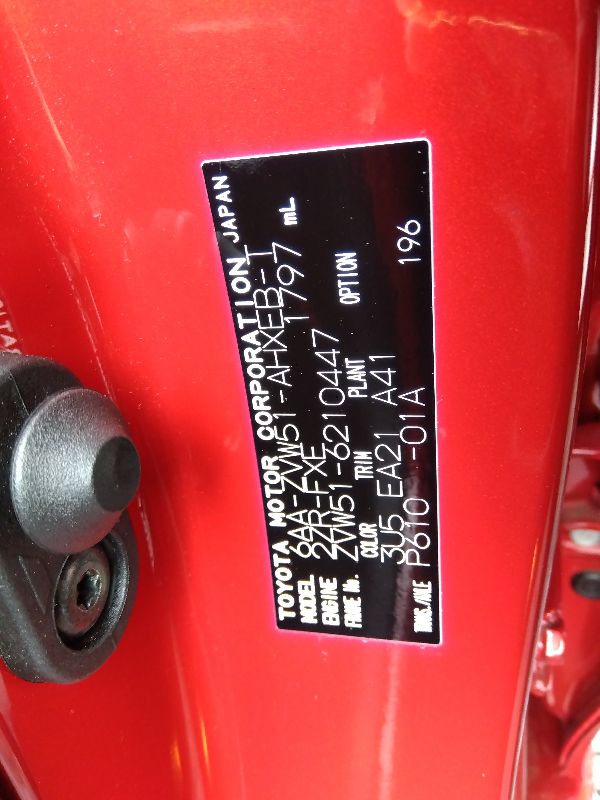 TOYOTA MOTOR CORPORATION JAPAN
MODEL 6AA-ZVW51-AHXEB-T
ENGINE 2ZR-FXE 1797 mL
FRAME No. ZVW51-6210447
COLOR TRIM PLANT OPTION
3U5 EA21 A41 196
TRANS./AXLE P610 -01A